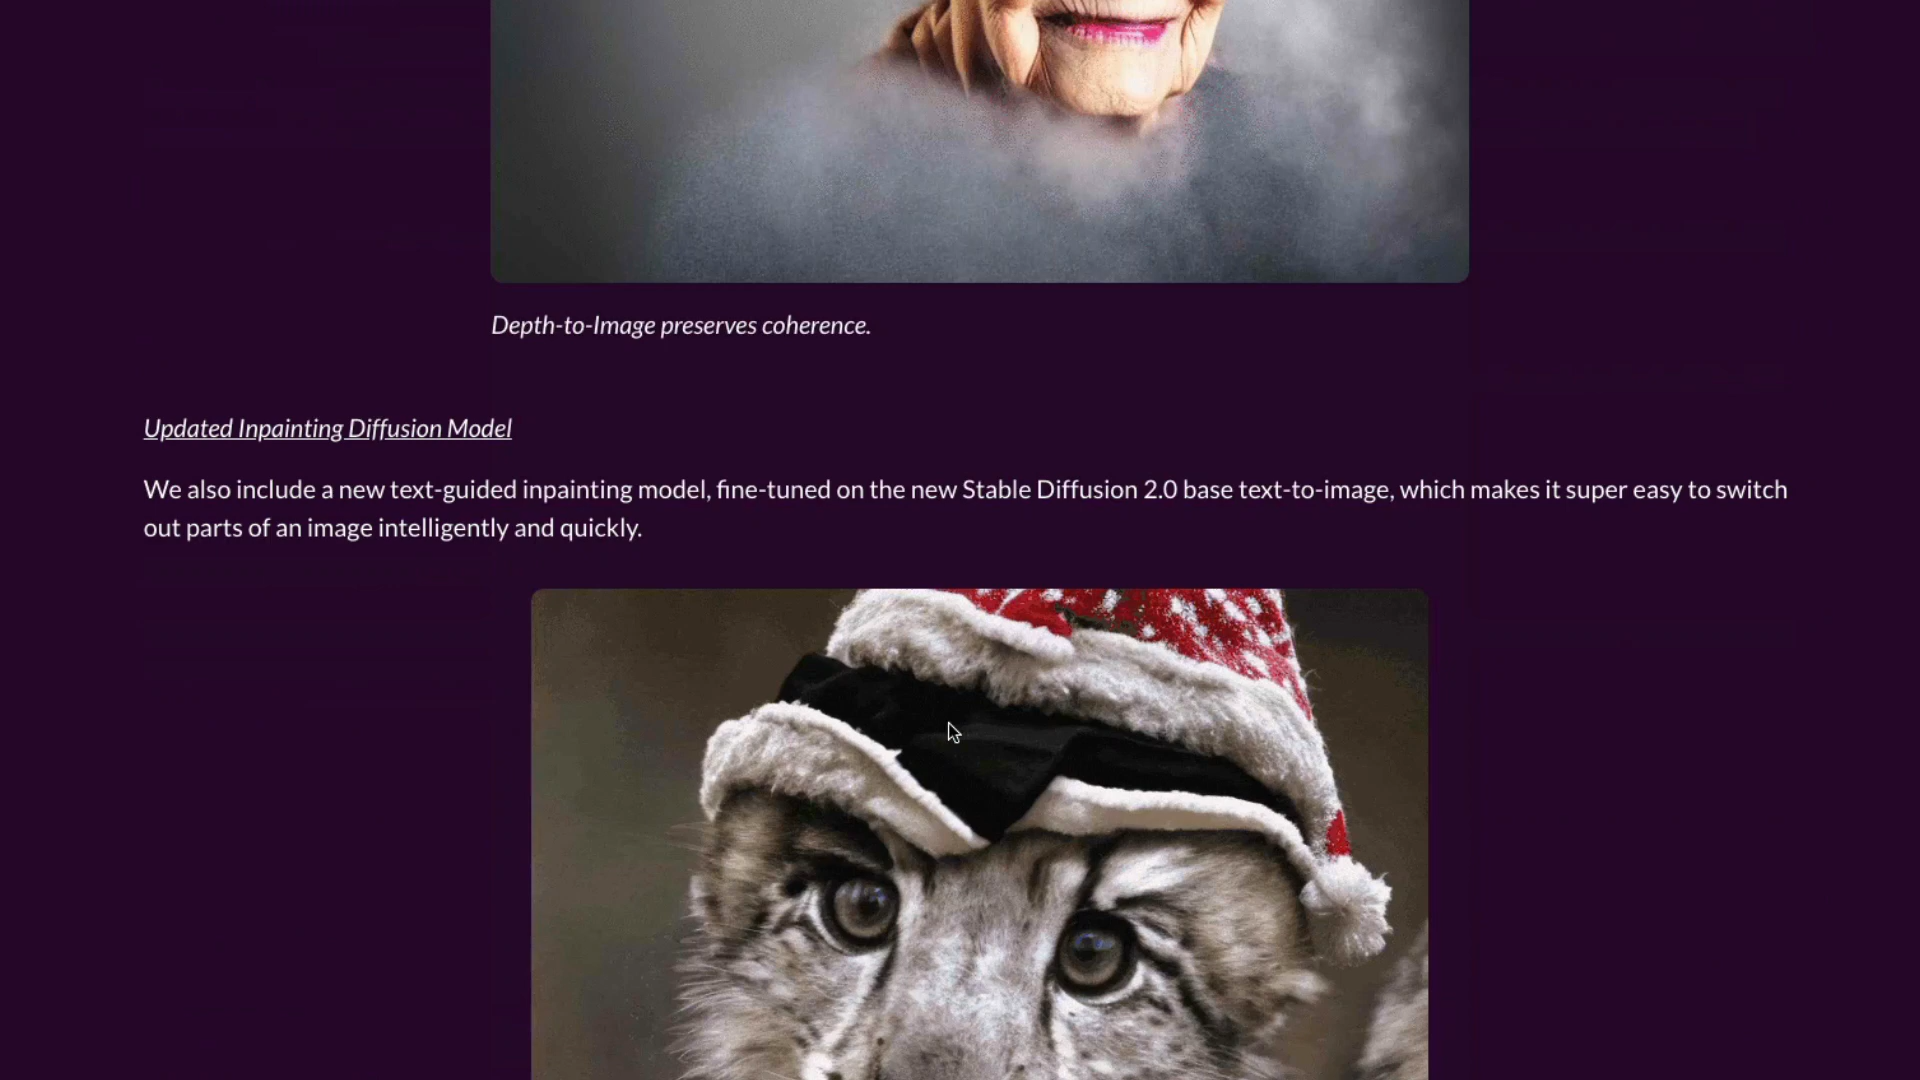 Depth-to-Image preserves coherence.
Updated Inpainting Diffusion Model
We also include a new text-guided inpainting model, fine-tuned on the new Stable Diffusion 2.0 base text-to-image, which makes it super easy to switch
out parts of an image intelligently and quickly.